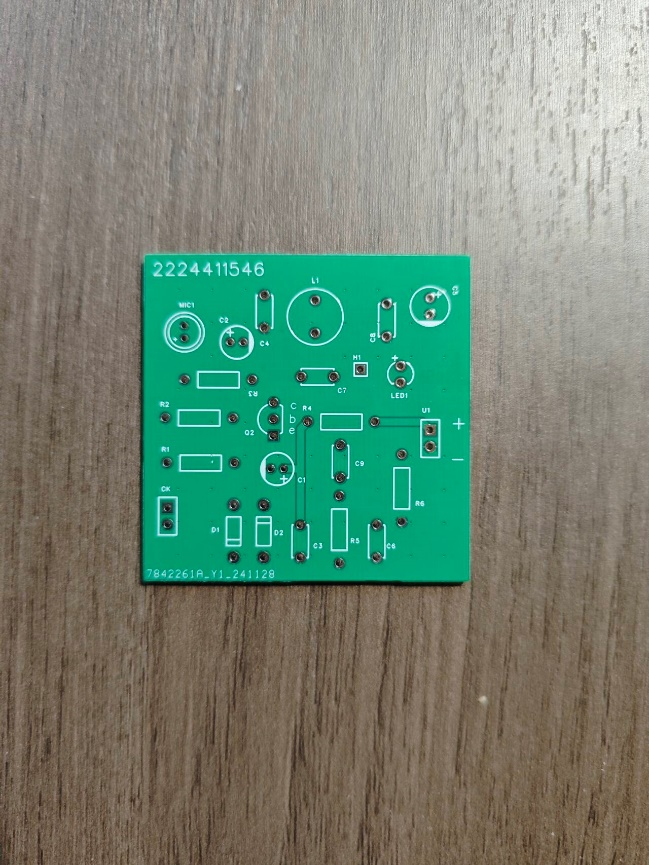 2224411546
L1
MIC1
C2
C4
C8
H1
R3
C7
LED1
R2
R4
U1
c
b
e
Q2
+
R1
C9
−
C1
CK
R6
D1
D2
C3
R5
C6
7842261A_Y1_241128